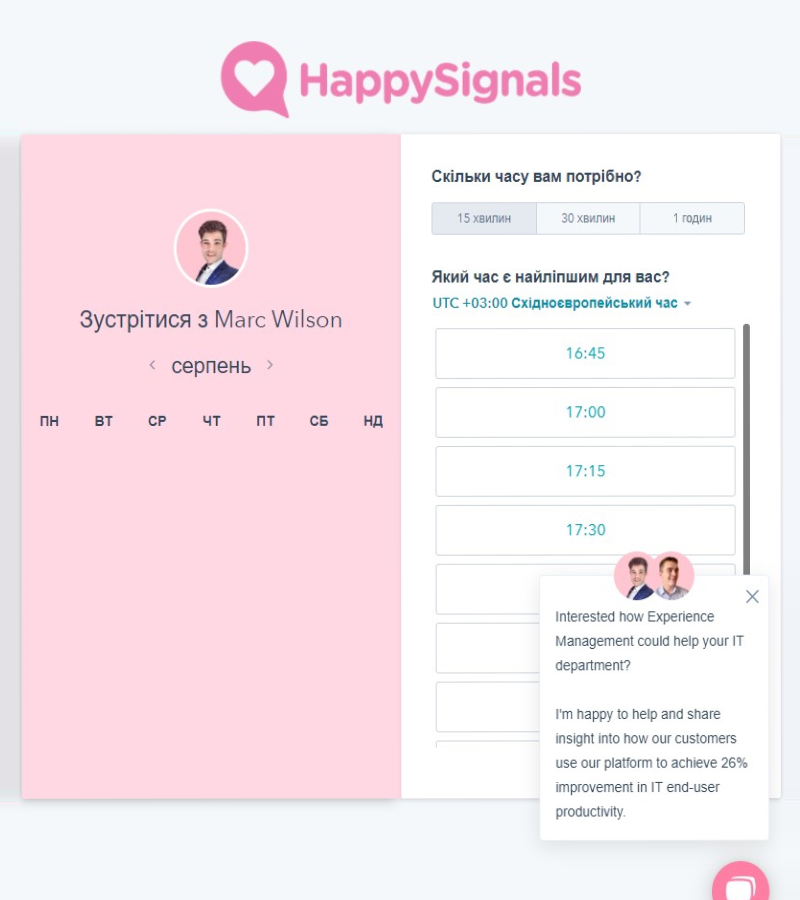 HappySignals
Зустрітися з Marc Wilson
серпень
ПН ВТ СР ЧТ ПТ СБ НД
Скільки часу вам потрібно?
15 хвилин 30 хвилин 1 годин
Який час є найліпшим для вас?
UTC +03:00 Східноєвропейський час
16:45
17:00
17:15
17:30
Interested how Experience
Management could help your IT
department?
I'm happy to help and share
insight into how our customers
use our platform to achieve 26%
improvement in IT end-user
productivity.